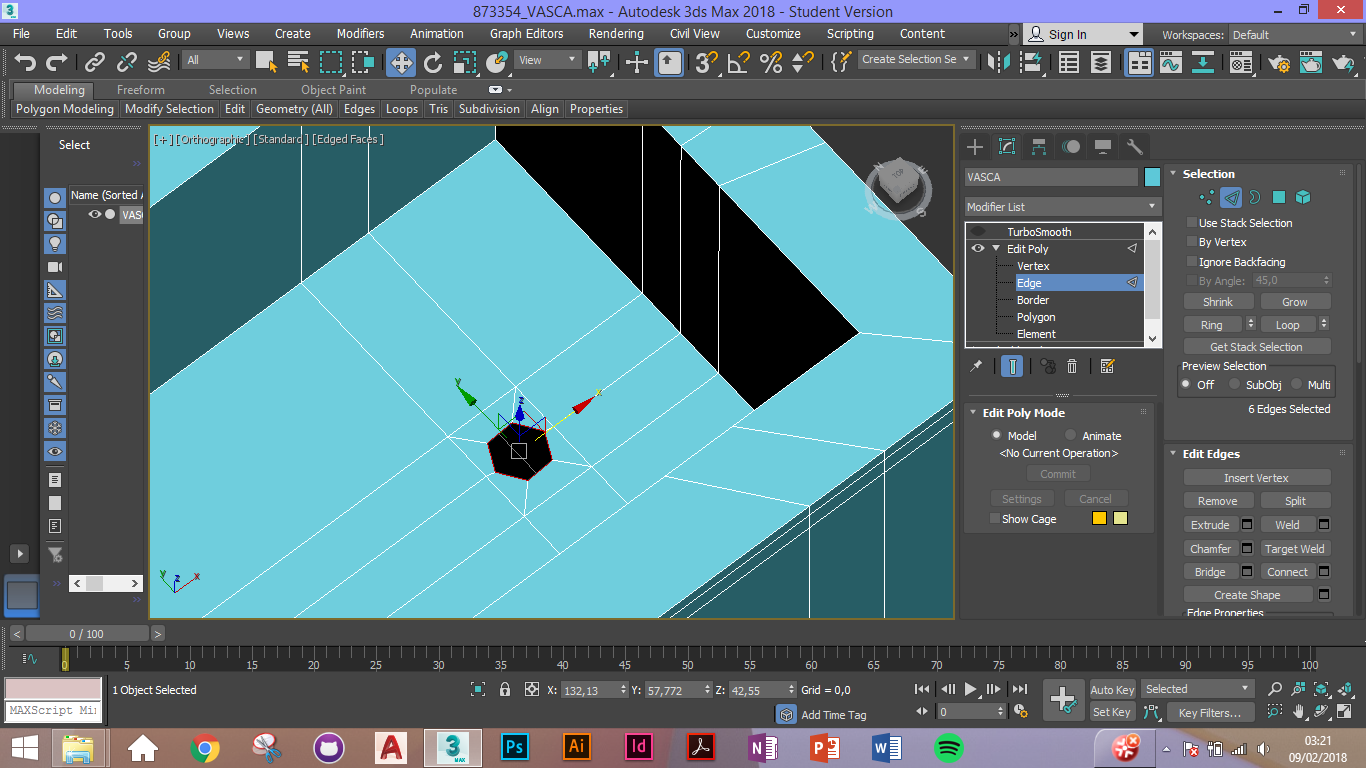 873354_VASCA.max - Autodesk 3ds Max 2018 - Student Version
File Edit Tools Group Views Create Modifiers Animation Graph Editors Rendering Civil View Customize Scripting Content » Sign In Workspaces: Default
All View Create Selection Se
Modeling Freeform Selection Object Paint Populate
Polygon Modeling Modify Selection Edit Geometry (All) Edges Loops Tris Subdivision Align Properties
Select
Name (Sorted A
VASC
[ + ] [Orthographic ] [Standard ] [Edged Faces ]
TOP
S
y
z
x
y
z
x
VASCA
Modifier List
TurboSmooth
Edit Poly
Vertex
Edge
Border
Polygon
Element
Edit Poly Mode
Model Animate
<No Current Operation>
Commit
Settings Cancel
Show Cage
Selection
Use Stack Selection
By Vertex
Ignore Backfacing
By Angle: 45,0
Shrink Grow
Ring Loop
Get Stack Selection
Preview Selection
Off SubObj Multi
6 Edges Selected
Edit Edges
Insert Vertex
Remove Split
Extrude Weld
Chamfer Target Weld
Bridge Connect
Create Shape
Edge Properties
< 0 / 100 >
0 5 10 15 20 25 30 35 40 45 50 55 60 65 70 75 80 85 90 95 100
MAXScript Mi
1 Object Selected
X: 132,13 Y: 57,772 Z: 42,55 Grid = 0,0
Add Time Tag
0
Auto Key Selected
Set Key Key Filters...
A 3 MAX Ps Ai Id N P W
03:21
09/02/2018